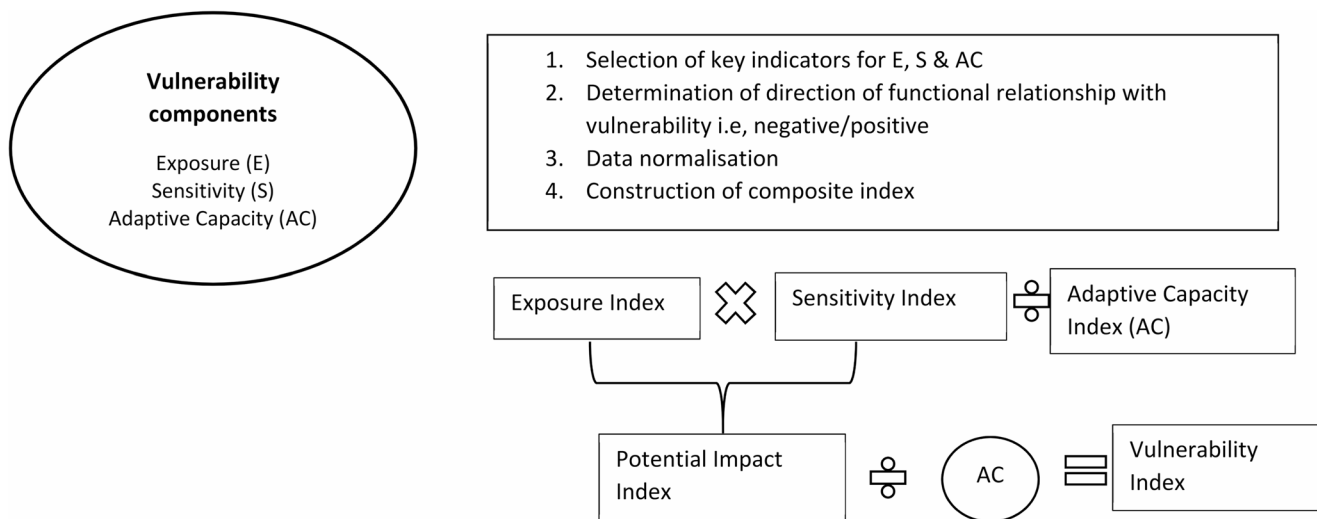 Vulnerability
components
Exposure (E)
Sensitivity (S)
Adaptive Capacity (AC)
1. Selection of key indicators for E, S & AC
2. Determination of direction of functional relationship with
vulnerability i.e, negative/positive
3. Data normalisation
4. Construction of composite index
Exposure Index
Sensitivity Index
Adaptive Capacity
Index (AC)
Potential Impact
Index
AC
Vulnerability
Index